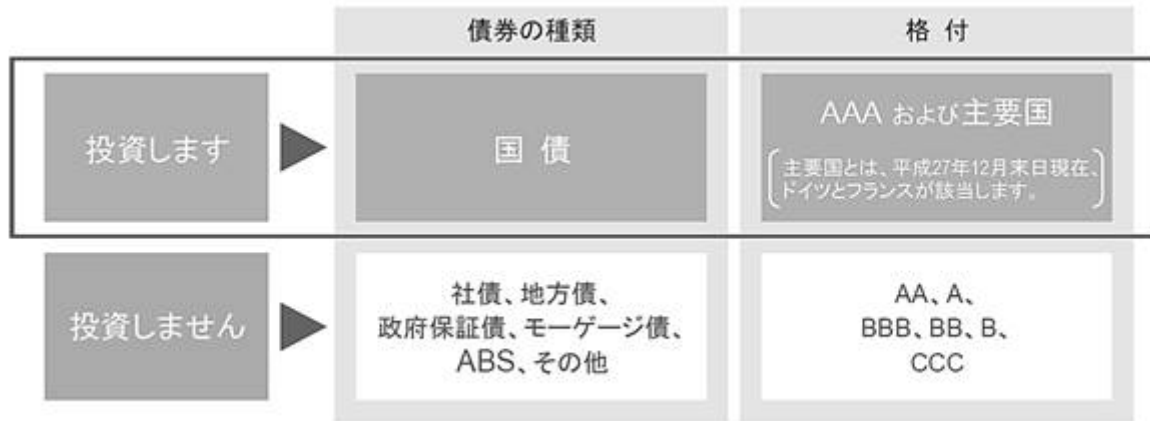 債券の種類
格 付
投資します
国 債
AAA および主要国
主要国とは、平成27年12月末日現在、
ドイツとフランスが該当します。
投資しません
社債、地方債、
政府保証債、モーゲージ債、
ABS、その他
AA、A、
BBB、BB、B、
CCC